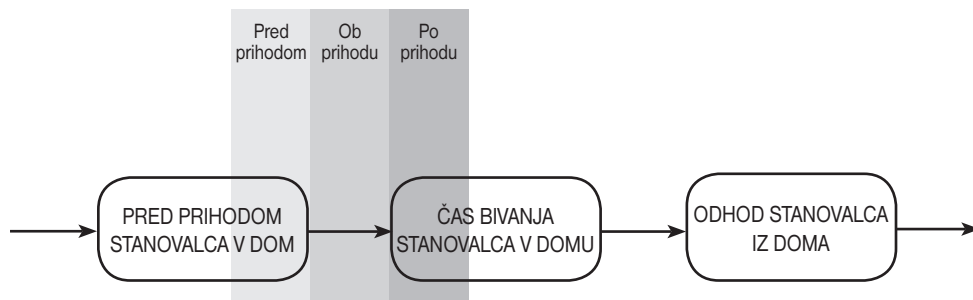 Pred
prihodom
Ob
prihodu
Po
prihodu
PRED PRIHODOM
STANOVALCA V DOM
ČAS BIVANJA
STANOVALCA V DOMU
ODHOD STANOVALCA
IZ DOMA